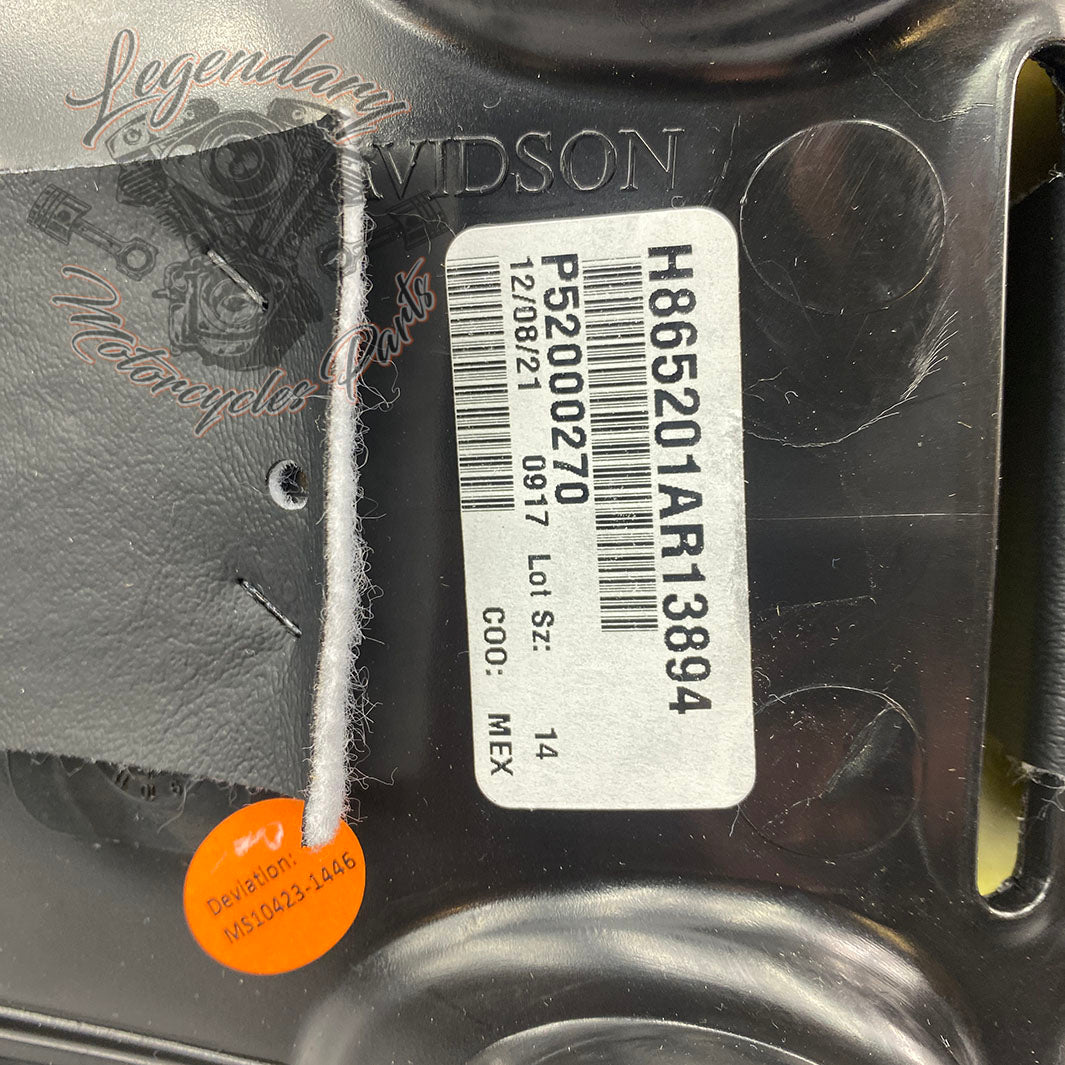 Legendary
Motorcycles Parts
AVIDSON
H865201AR13894
P52000270
12/08/21 0917 Lot Sz: 14
COO: MEX
Deviation:
MS10423-1446